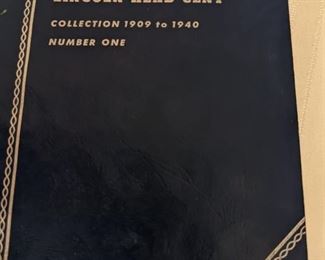 LINCOLN HEAD CENT
COLLECTION 1909 to 1940
NUMBER ONE